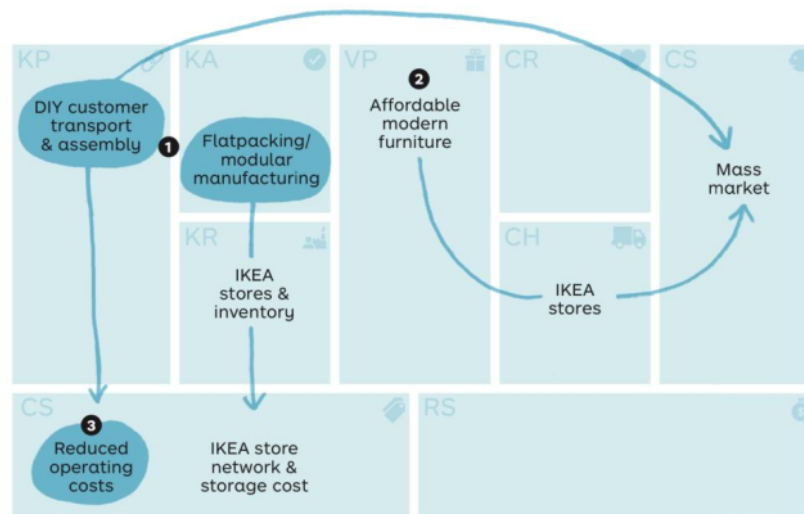 KP
DIY customer
transport
& assembly
1
KA
Flatpacking/
modular
manufacturing
KR
IKEA
stores &
inventory
VP
2
Affordable
modern
furniture
CR
CH
IKEA
stores
CS
Mass
market
CS
3
Reduced
operating
costs
IKEA store
network &
storage cost
RS